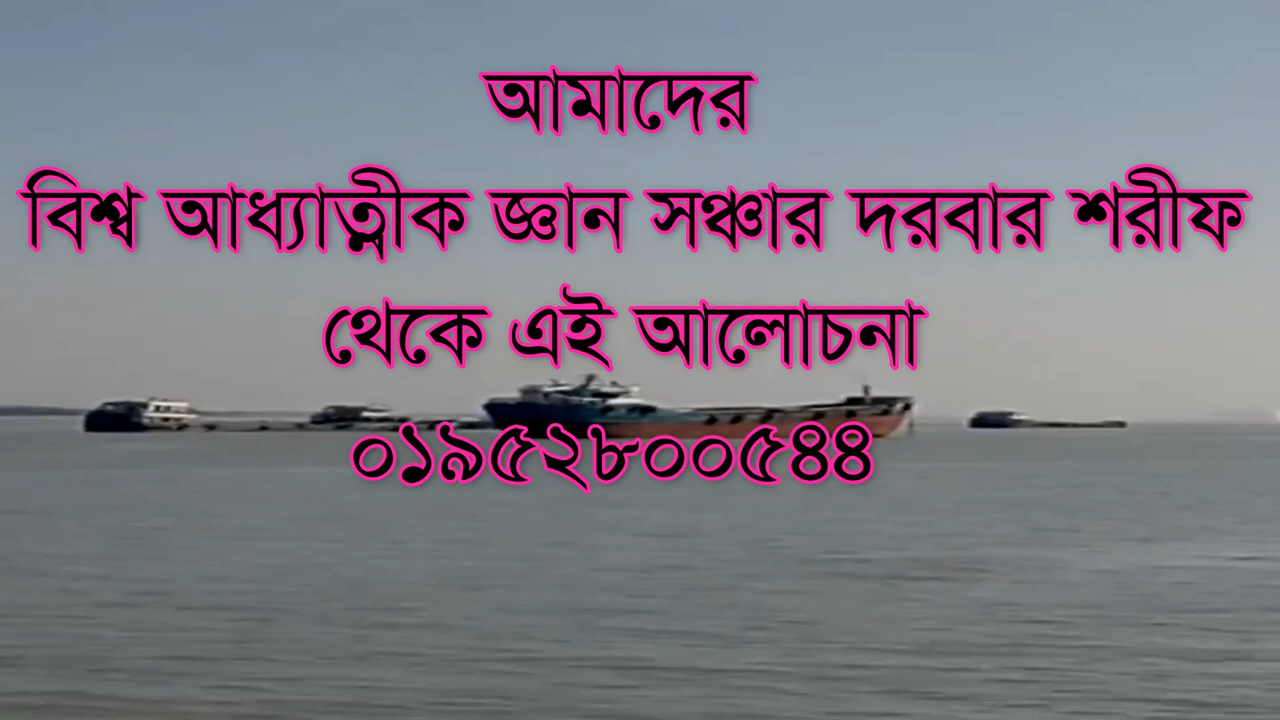 আমাদের
বিশ্ব আধ্যাত্নীক জ্ঞান সঞ্চার দরবার শরীফ
থেকে এই আলোচনা
০১৯৫২৮০০৫৪৪